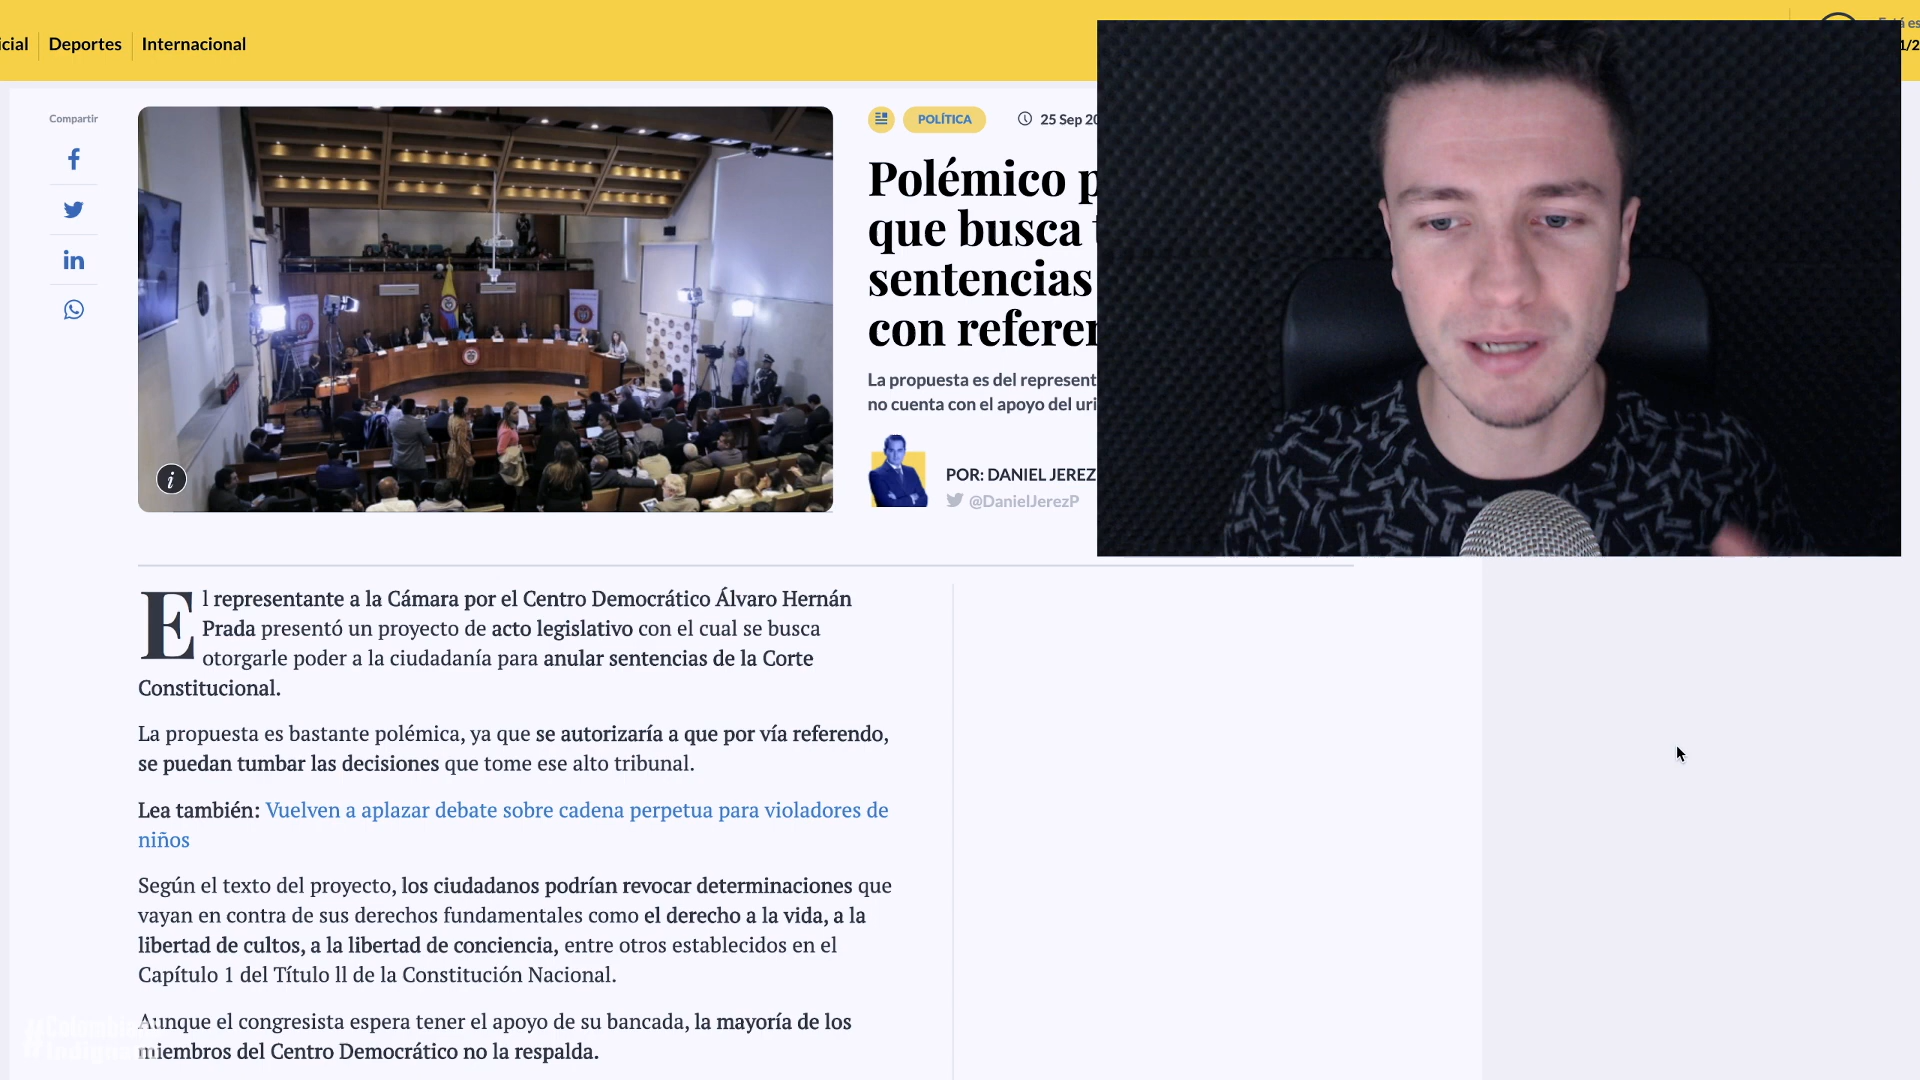 icial Deportes Internacional
Compartir
POLÍTICA 25 Sep 20
Polémico p
que busca
sentencias
con referen
La propuesta es del represent
no cuenta con el apoyo del uri
POR: DANIEL JEREZ
@DanielJerezP
El representante a la Cámara por el Centro Democrático Álvaro Hernán
Prada presentó un proyecto de acto legislativo con el cual se busca
otorgarle poder a la ciudadanía para anular sentencias de la Corte
Constitucional.
La propuesta es bastante polémica, ya que se autorizaría a que por vía referendo,
se puedan tumbar las decisiones que tome ese alto tribunal.
Lea también: Vuelven a aplazar debate sobre cadena perpetua para violadores de
niños
Según el texto del proyecto, los ciudadanos podrían revocar determinaciones que
vayan en contra de sus derechos fundamentales como el derecho a la vida, a la
libertad de cultos, a la libertad de conciencia, entre otros establecidos en el
Capítulo 1 del Título ll de la Constitución Nacional.
Aunque el congresista espera tener el apoyo de su bancada, la mayoría de los
miembros del Centro Democrático no la respalda.